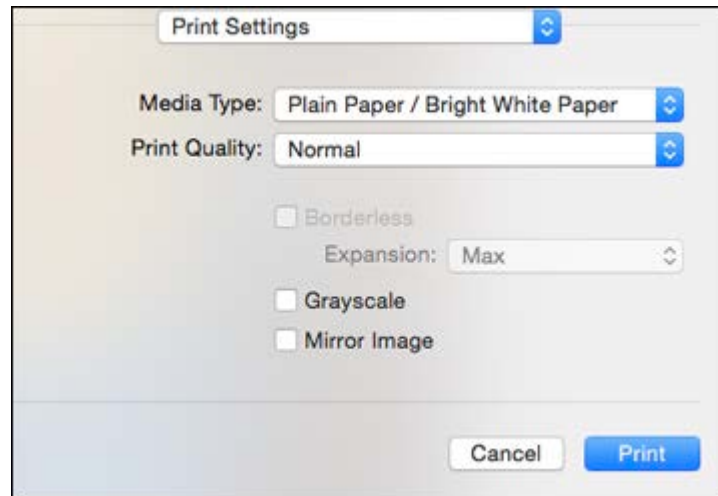 Print Settings
Media Type: Plain Paper / Bright White Paper
Print Quality: Normal
Borderless
Expansion: Max
Grayscale
Mirror Image
Cancel Print